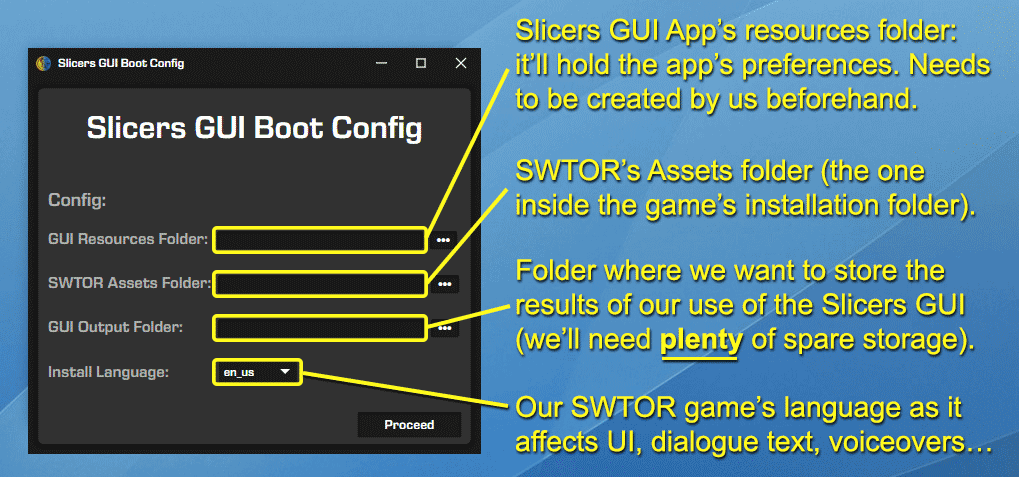 Slicers GUI Boot Config
Slicers GUI Boot Config
Config:
GUI Resources Folder:
SWTOR Assets Folder:
GUI Output Folder:
Install Language:
en_us
Proceed
Slicers GUI App’s resources folder:
it’ll hold the app’s preferences. Needs
to be created by us beforehand.
SWTOR’s Assets folder (the one
inside the game’s installation folder).
Folder where we want to store the
results of our use of the Slicers GUI
(we’ll need plenty of spare storage).
Our SWTOR game’s language as it
affects UI, dialogue text, voiceovers…